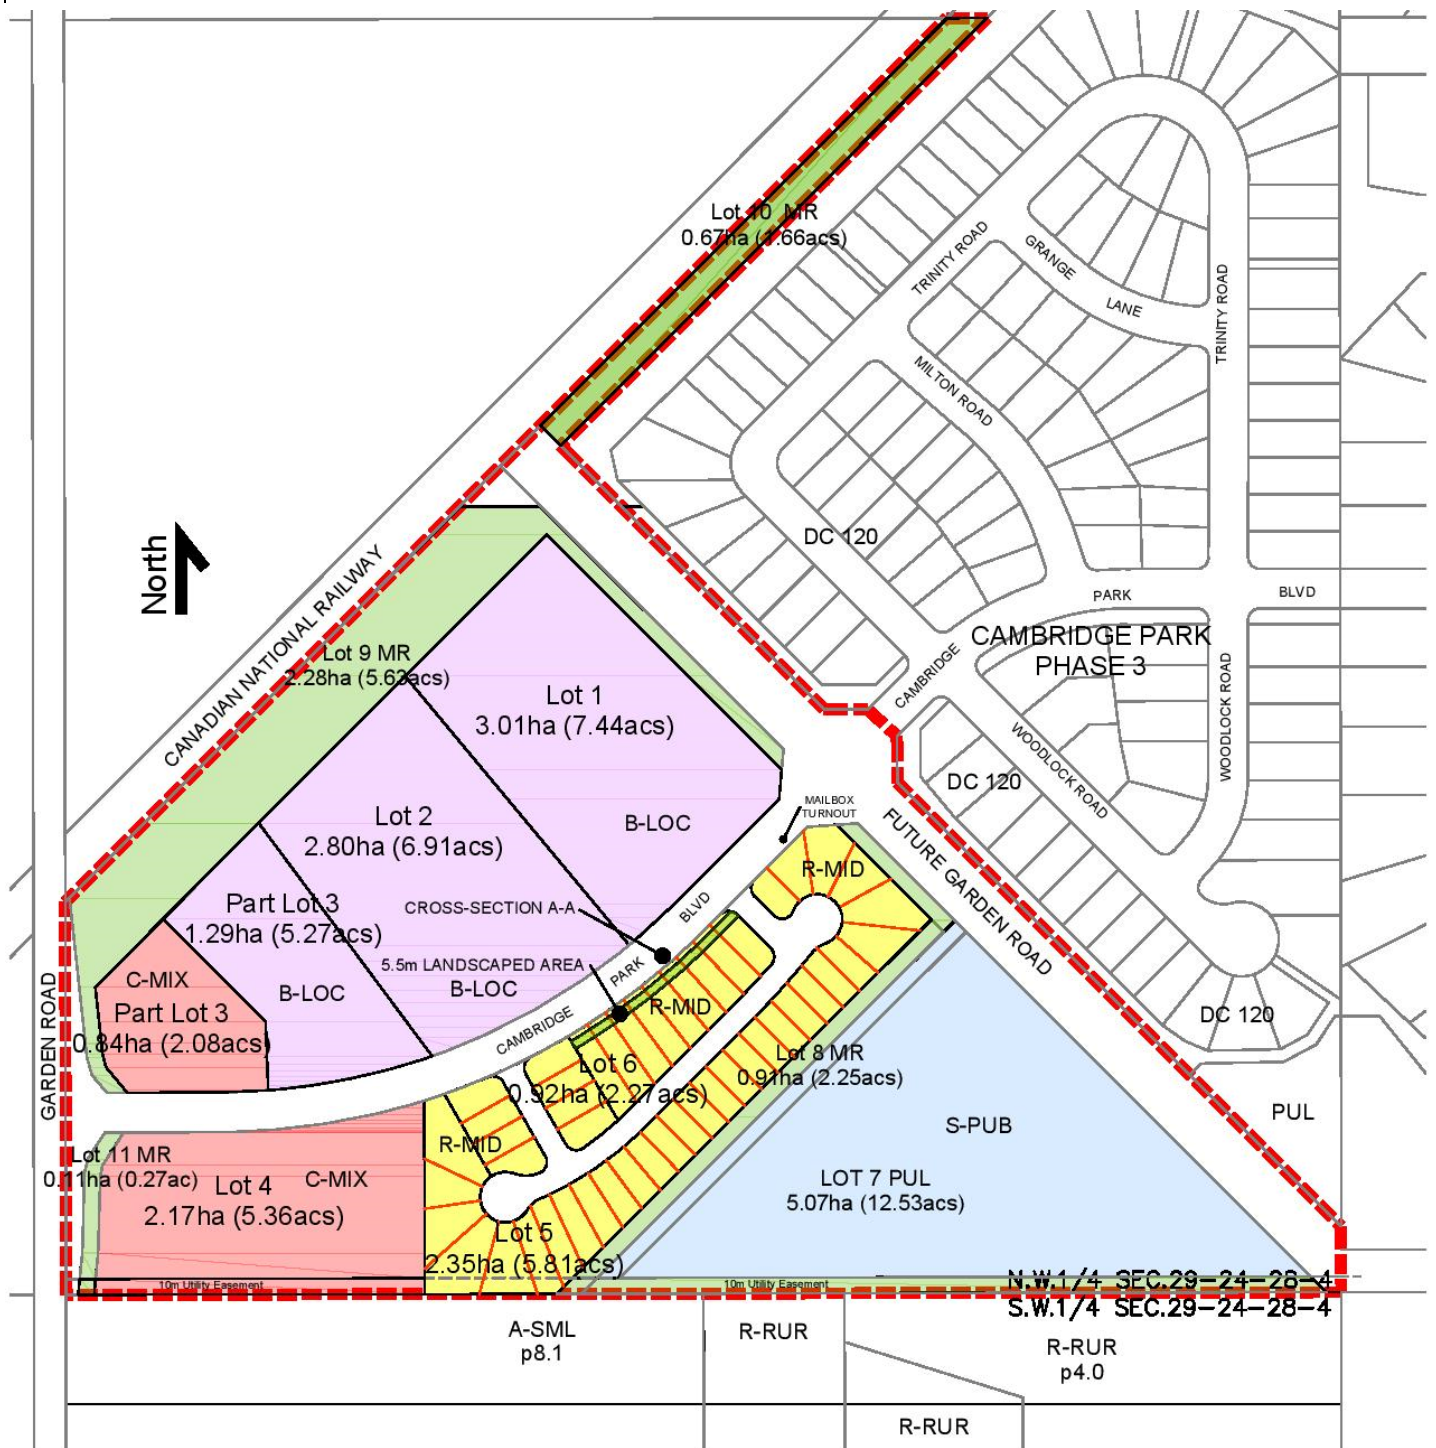 Lot 10 MR
0.67ha (1.66acs)
TRINITY ROAD
GRANGE
LANE
TRINITY ROAD
MILTON ROAD
DC 120
North
CANADIAN NATIONAL RAILWAY
PARK
BLVD
CAMBRIDGE PARK
PHASE 3
CAMBRIDGE
Lot 9 MR
2.28ha (5.63acs)
Lot 1
3.01ha (7.44acs)
WOODLOCK ROAD
WOODLOCK ROAD
DC 120
MAILBOX
TURNOUT
Lot 2
2.80ha (6.91acs)
B-LOC
FUTURE GARDEN ROAD
R-MID
Part Lot 3
1.29ha (5.27acs)
CROSS-SECTION A-A
BLVD
5.5m LANDSCAPED AREA
PARK
C-MIX
B-LOC
B-LOC
R-MID
Part Lot 3
0.84ha (2.08acs)
CAMBRIDGE
DC 120
GARDEN ROAD
Lot 6
0.92ha (2.27acs)
Lot 8 MR
0.91ha (2.25acs)
PUL
S-PUB
R-MID
Lot 11 MR
0.11ha (0.27ac)
Lot 4
C-MIX
2.17ha (5.36acs)
LOT 7 PUL
5.07ha (12.53acs)
Lot 5
2.35ha (5.81acs)
10m Utility Easement
10m Utility Easement
N.W.1/4 SEC.29-24-28-4
S.W.1/4 SEC.29-24-28-4
A-SML
p8.1
R-RUR
R-RUR
p4.0
R-RUR